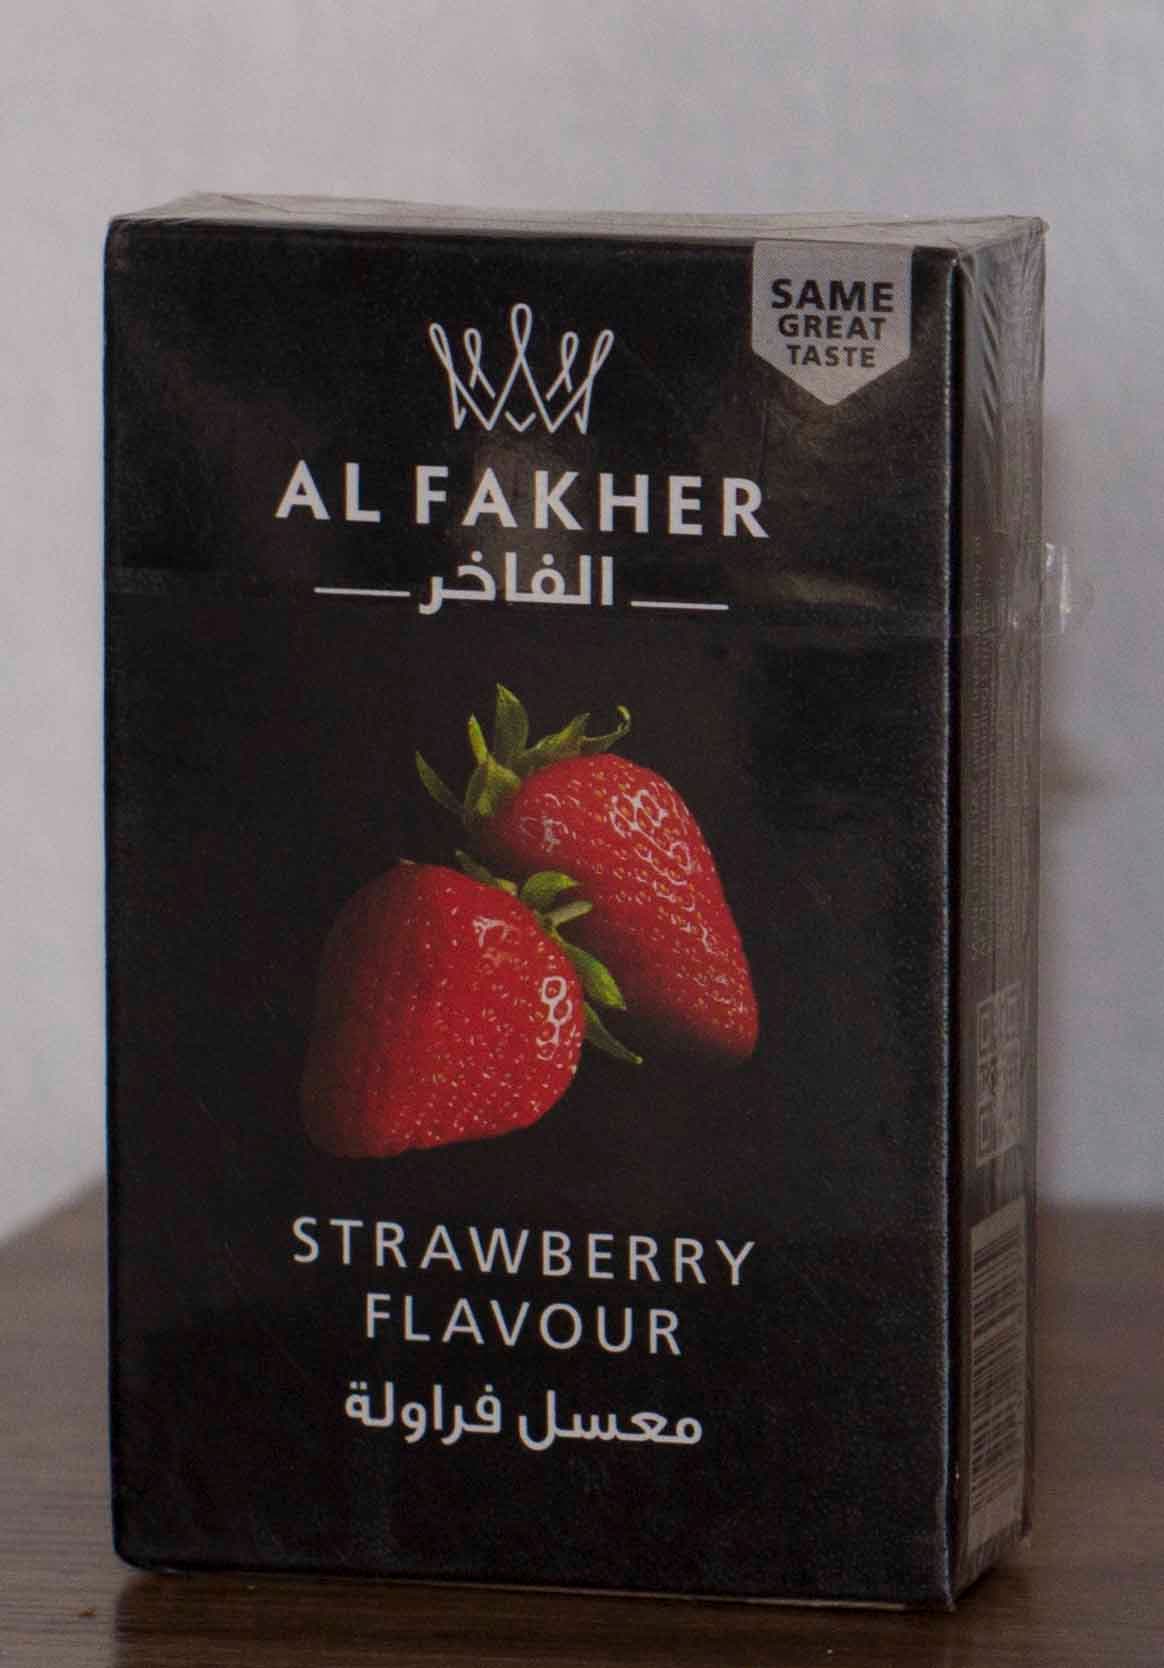 SAME
GREAT
TASTE
AL FAKHER
الفاخر
STRAWBERRY
FLAVOUR
معسل فراولة